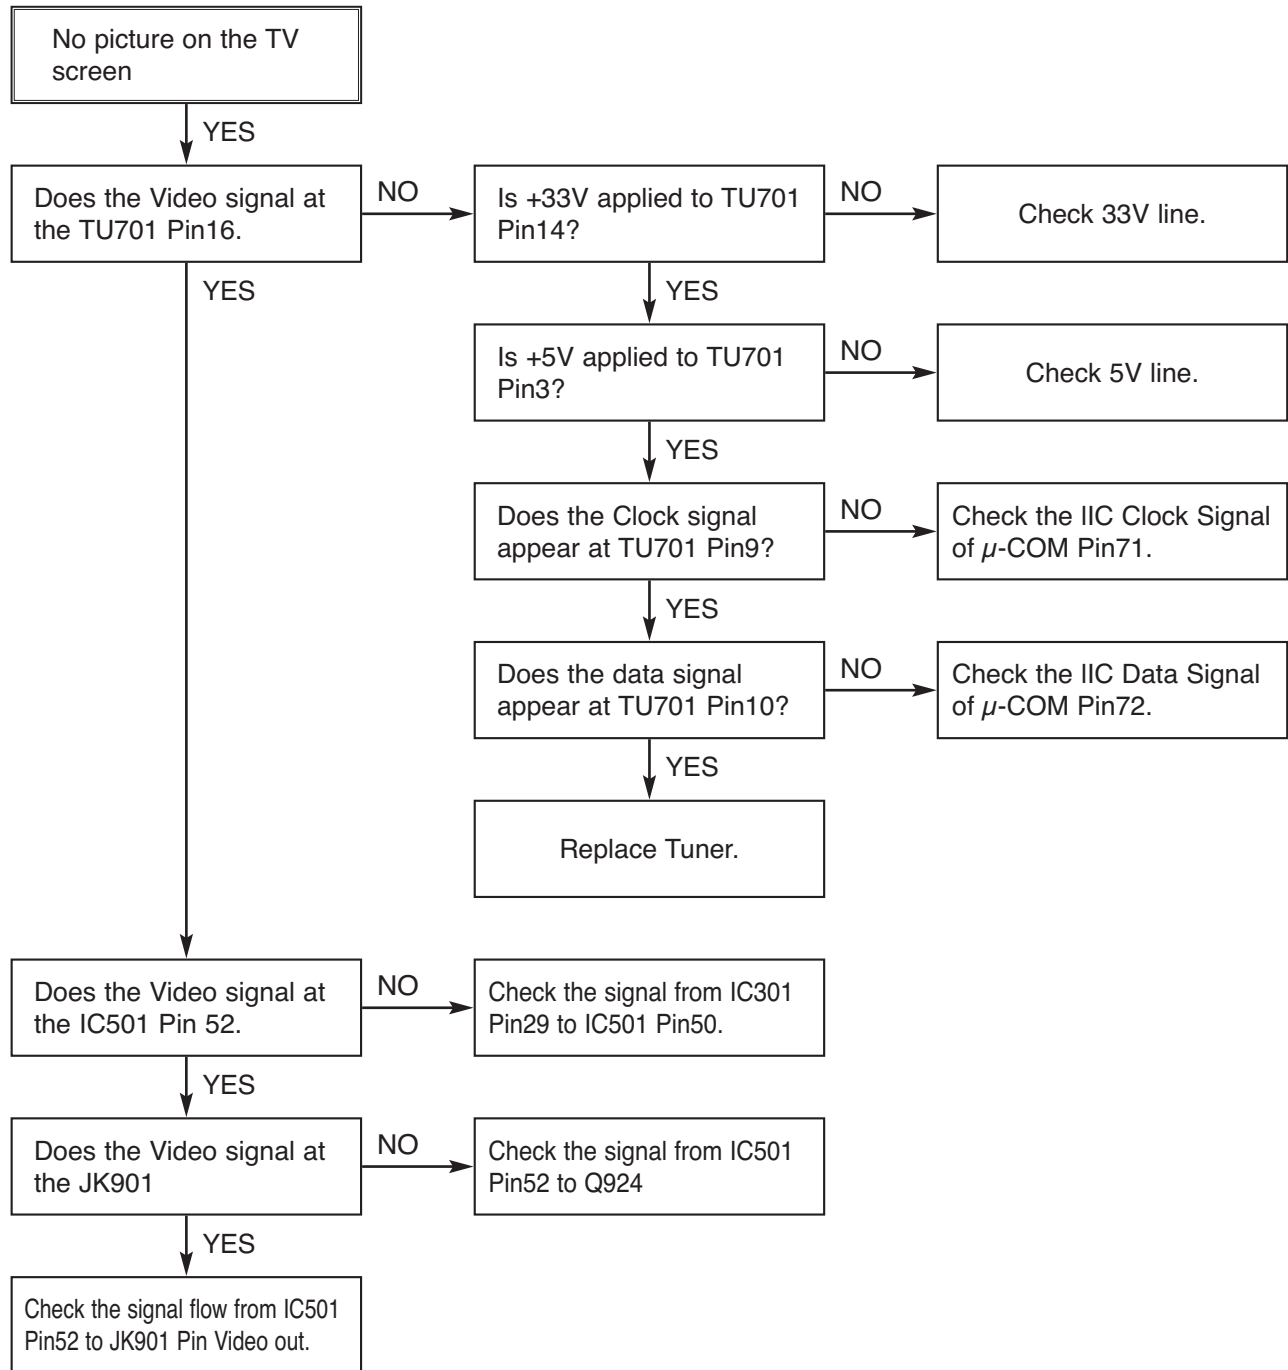 No picture on the TV
screen
YES
Does the Video signal at
the TU701 Pin16.
NO
Is +33V applied to TU701
Pin14?
NO
Check 33V line.
YES
YES
Is +5V applied to TU701
Pin3?
NO
Check 5V line.
YES
Does the Clock signal
appear at TU701 Pin9?
NO
Check the IIC Clock Signal
of µ-COM Pin71.
YES
Does the data signal
appear at TU701 Pin10?
NO
Check the IIC Data Signal
of µ-COM Pin72.
YES
Replace Tuner.
Does the Video signal at
the IC501 Pin 52.
NO
Check the signal from IC301
Pin29 to IC501 Pin50.
YES
Does the Video signal at
the JK901
NO
Check the signal from IC501
Pin52 to Q924
YES
Check the signal flow from IC501
Pin52 to JK901 Pin Video out.